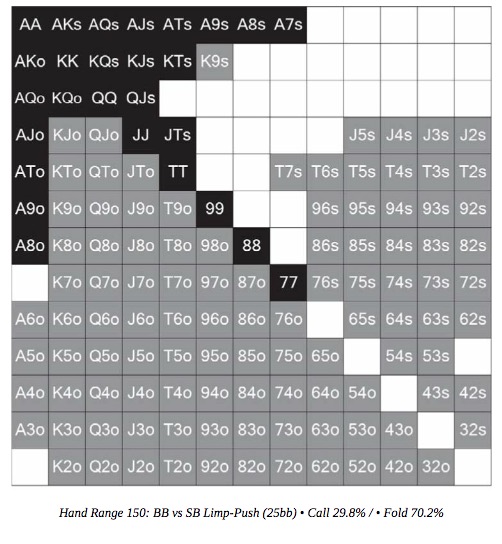 AA AKs AQs AJs ATs A9s A8s A7s
AKo KK KQs KJs KTs K9s
AQo KQo QQ QJs
AJo KJo QJo JJ JTs J5s J4s J3s J2s
ATo KTo QTo JTo TT T7s T6s T5s T4s T3s T2s
A9o K9o Q9o J9o T9o 99 96s 95s 94s 93s 92s
A8o K8o Q8o J8o T8o 98o 88 86s 85s 84s 83s 82s
K7o Q7o J7o T7o 97o 87o 77 76s 75s 74s 73s 72s
A6o K6o Q6o J6o T6o 96o 86o 76o 65s 64s 63s 62s
A5o K5o Q5o J5o T5o 95o 85o 75o 65o 54s 53s
A4o K4o Q4o J4o T4o 94o 84o 74o 64o 54o 43s 42s
A3o K3o Q3o J3o T3o 93o 83o 73o 63o 53o 43o 32s
K2o Q2o J2o T2o 92o 82o 72o 62o 52o 42o 32o
Hand Range 150: BB vs SB Limp-Push (25bb) • Call 29.8% / • Fold 70.2%